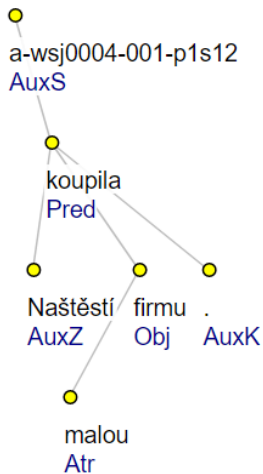 a-wsj0004-001-p1s12
AuxS
koupila
Pred
Naštěstí firmu .
AuxZ Obj AuxK
malou
Atr